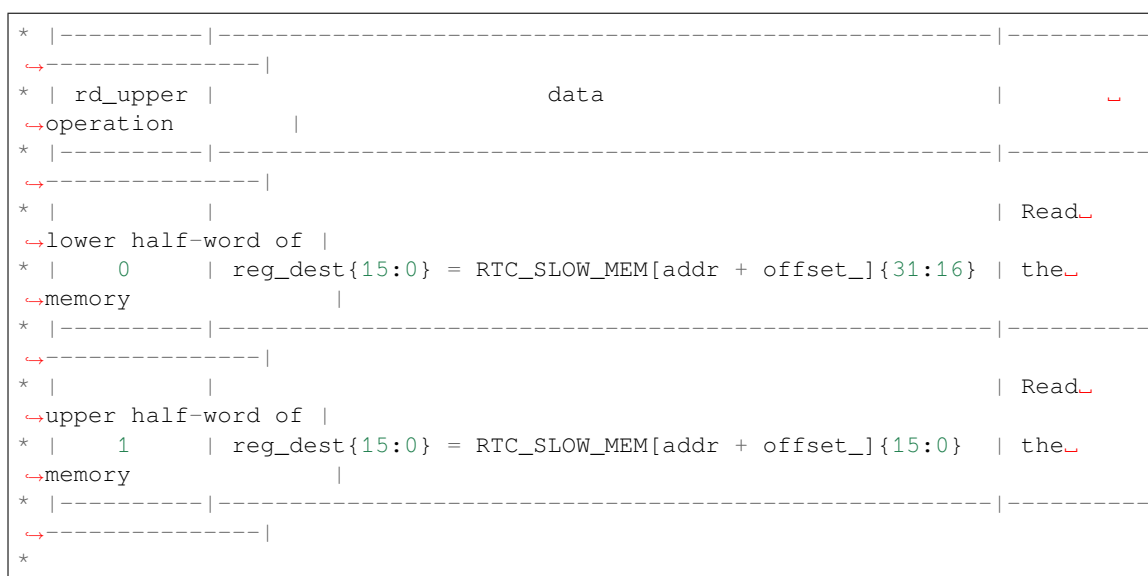 * |----------|------------------------------------------------------|----------
↪---------------|
* | rd_upper |                       data                           |        ␣
↪operation        |
* |----------|------------------------------------------------------|----------
↪---------------|
* |          |                                                      | Read␣
↪lower half-word of |
* |    0     | reg_dest{15:0} = RTC_SLOW_MEM[addr + offset_]{31:16} | the␣
↪memory              |
* |----------|------------------------------------------------------|----------
↪---------------|
* |          |                                                      | Read␣
↪upper half-word of |
* |    1     | reg_dest{15:0} = RTC_SLOW_MEM[addr + offset_]{15:0}  | the␣
↪memory              |
* |----------|------------------------------------------------------|----------
↪---------------|
*